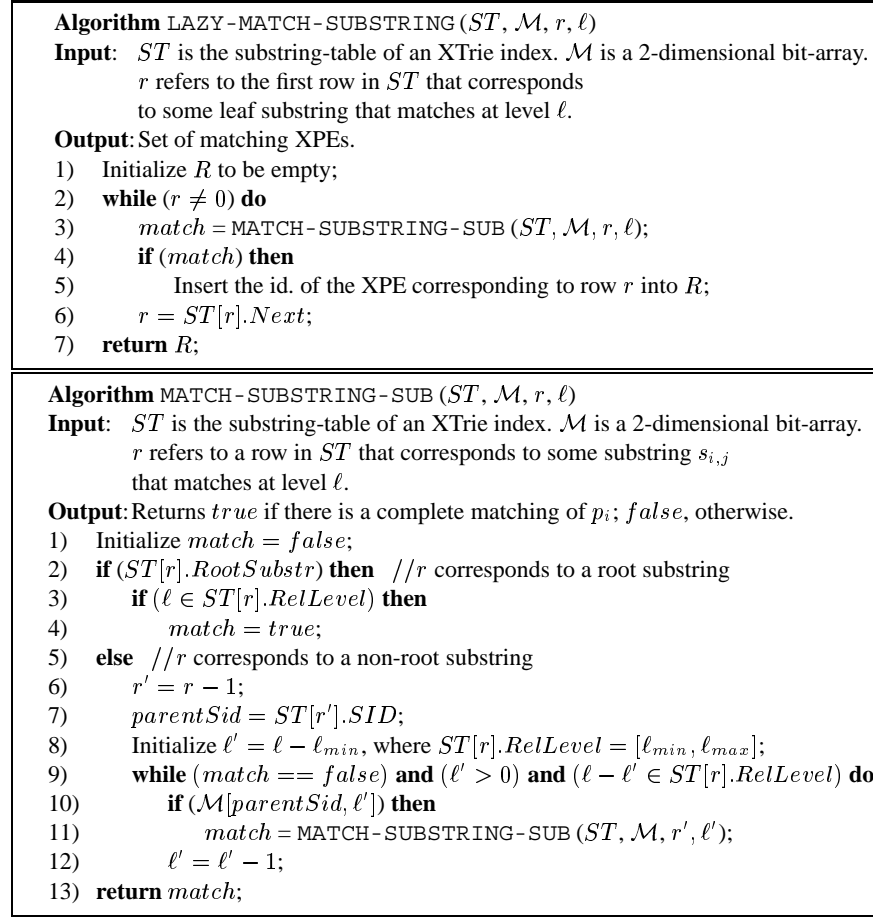 Algorithm LAZY-MATCH-SUBSTRING (ST, ℳ, r, ℓ)
Input: ST is the substring-table of an XTrie index. ℳ is a 2-dimensional bit-array.
r refers to the first row in ST that corresponds
to some leaf substring that matches at level ℓ.
Output: Set of matching XPEs.
1) Initialize R to be empty;
2) while (r ≠ 0) do
3) match = MATCH-SUBSTRING-SUB (ST, ℳ, r, ℓ);
4) if (match) then
5) Insert the id. of the XPE corresponding to row r into R;
6) r = ST[r].Next;
7) return R;
Algorithm MATCH-SUBSTRING-SUB (ST, ℳ, r, ℓ)
Input: ST is the substring-table of an XTrie index. ℳ is a 2-dimensional bit-array.
r refers to a row in ST that corresponds to some substring s_{i,j}
that matches at level ℓ.
Output: Returns true if there is a complete matching of p_i; false, otherwise.
1) Initialize match = false;
2) if (ST[r].RootSubstr) then //r corresponds to a root substring
3) if (ℓ ∈ ST[r].RelLevel) then
4) match = true;
5) else //r corresponds to a non-root substring
6) r′ = r − 1;
7) parentSid = ST[r′].SID;
8) Initialize ℓ′ = ℓ − ℓ_{min}, where ST[r].RelLevel = [ℓ_{min}, ℓ_{max}];
9) while (match == false) and (ℓ′ > 0) and (ℓ − ℓ′ ∈ ST[r].RelLevel) do
10) if (ℳ[parentSid, ℓ′]) then
11) match = MATCH-SUBSTRING-SUB (ST, ℳ, r′, ℓ′);
12) ℓ′ = ℓ′ − 1;
13) return match;